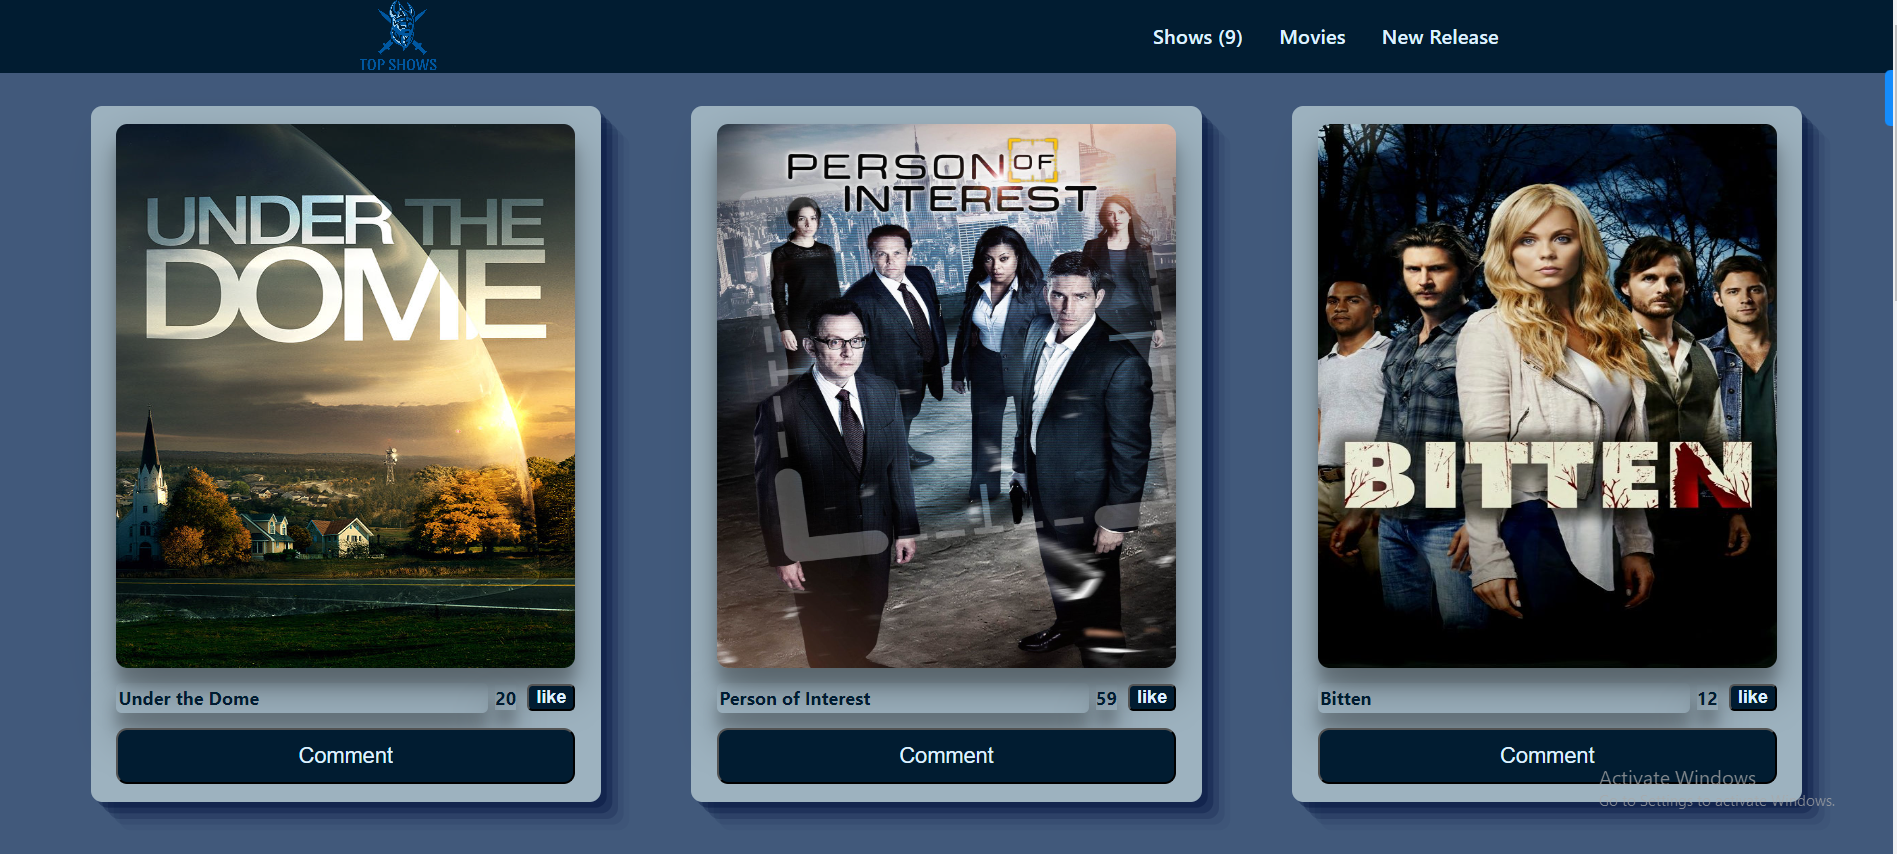 TOP SHOWS
Shows (9) Movies New Release
UNDER THE
DOME
PERSON OF
INTEREST
BITTEN
Under the Dome 20 like
Person of Interest 59 like
Bitten 12 like
Comment
Comment
Comment
Activate Windows
Go to Settings to activate Windows.